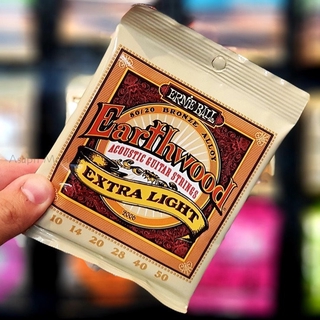 ERNIE BALL
80/20 BRONZE ALLOY
Earthwood
ACOUSTIC GUITAR STRINGS
EXTRA LIGHT
10 14 20 28 40 50